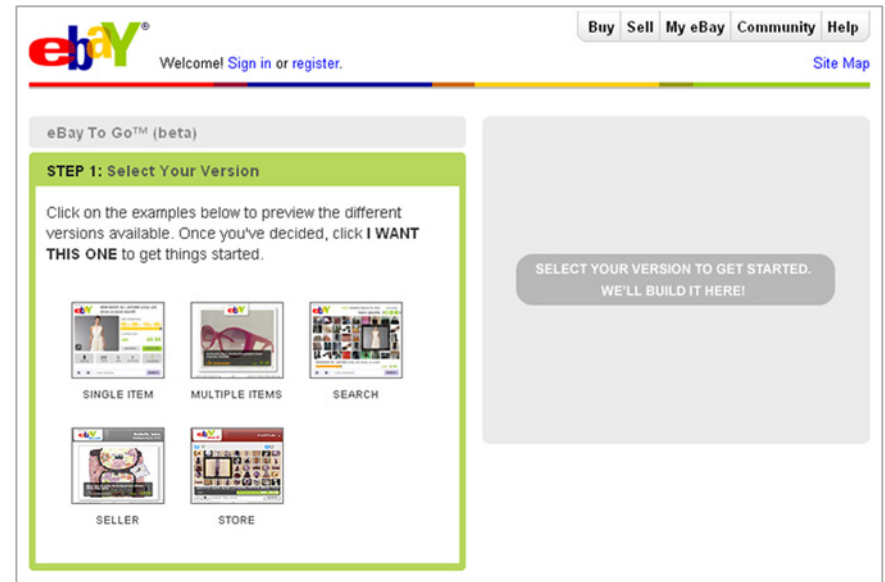 ebaY®
Buy Sell My eBay Community Help
Welcome! Sign in or register.
Site Map
eBay To Go™ (beta)
STEP 1: Select Your Version
Click on the examples below to preview the different
versions available. Once you've decided, click I WANT
THIS ONE to get things started.
SINGLE ITEM
MULTIPLE ITEMS
SEARCH
SELLER
STORE
SELECT YOUR VERSION TO GET STARTED.
WE'LL BUILD IT HERE!